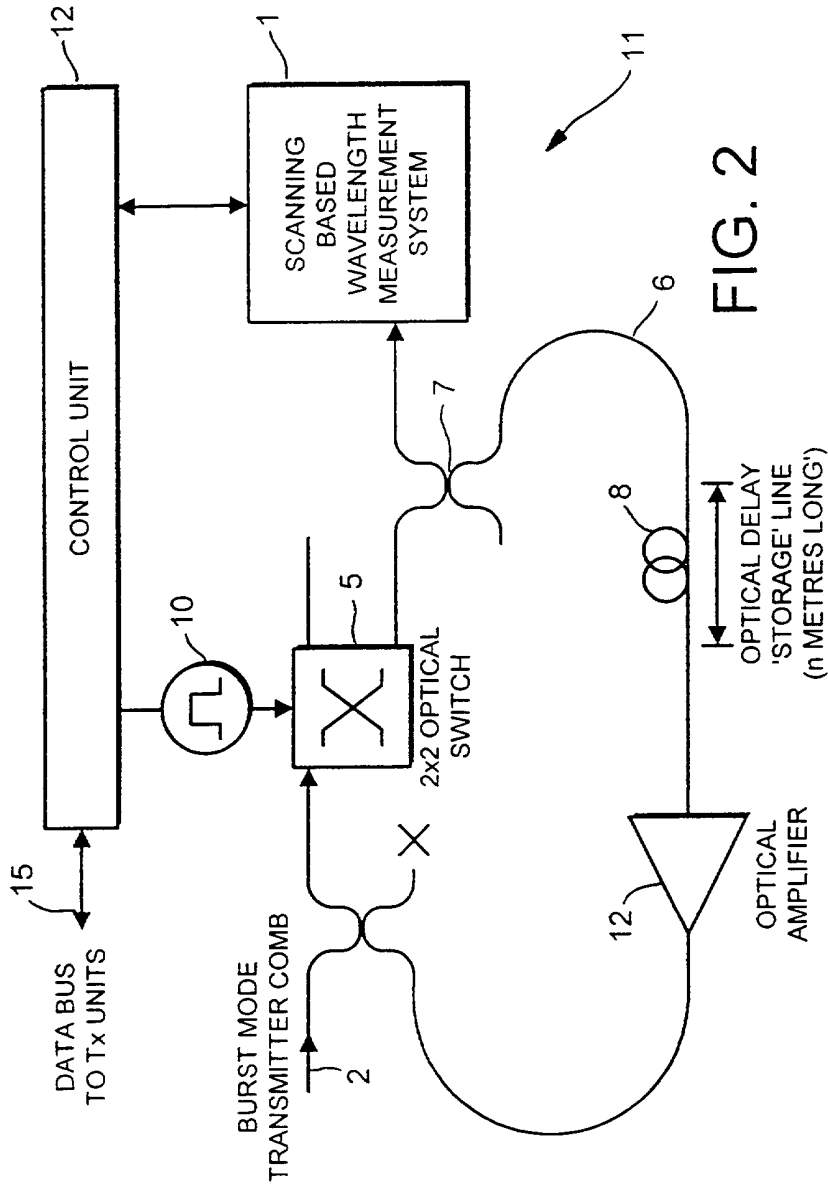 12
CONTROL UNIT
15
DATA BUS
TO Tx UNITS
10
1
SCANNING
BASED
WAVELENGTH
MEASUREMENT
SYSTEM
BURST MODE
TRANSMITTER COMB
2
5
2x2 OPTICAL
SWITCH
7
11
X
6
8
OPTICAL DELAY
'STORAGE' LINE
(n METRES LONG')
12
OPTICAL
AMPLIFIER
FIG. 2